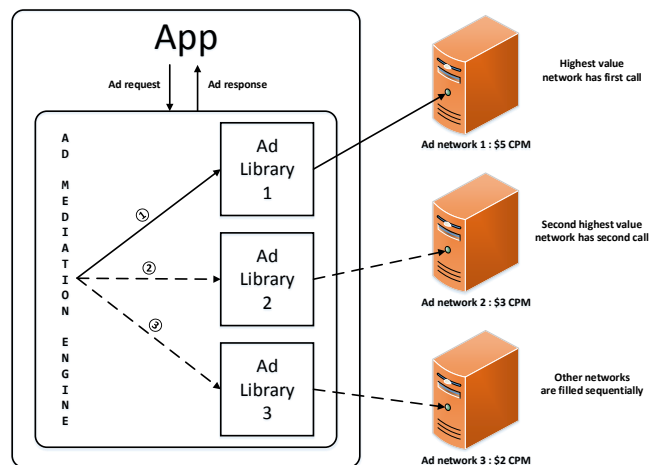 App
Ad request
Ad response
AD MEDIATION ENGINE
①
②
③
Ad
Library
1
Ad
Library
2
Ad
Library
3
Highest value
network has first call
Ad network 1 : $5 CPM
Second highest value
network has second call
Ad network 2 : $3 CPM
Other networks
are filled sequentially
Ad network 3 : $2 CPM